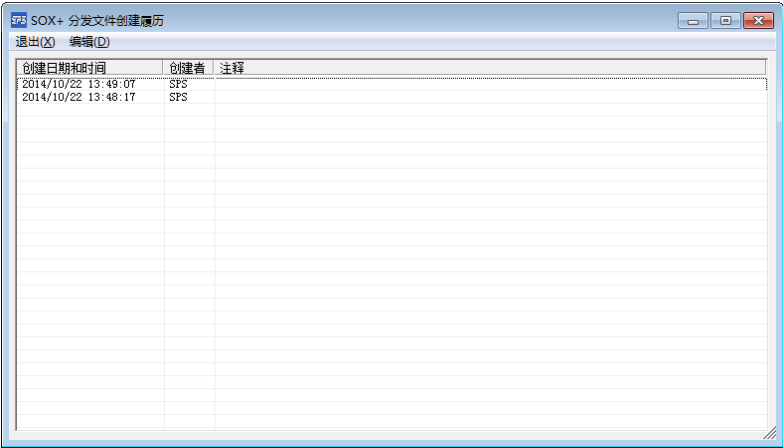 SPS SOX+ 分发文件创建履历
退出(X) 编辑(D)
创建日期和时间 创建者 注释
2014/10/22 13:49:07 SPS
2014/10/22 13:48:17 SPS